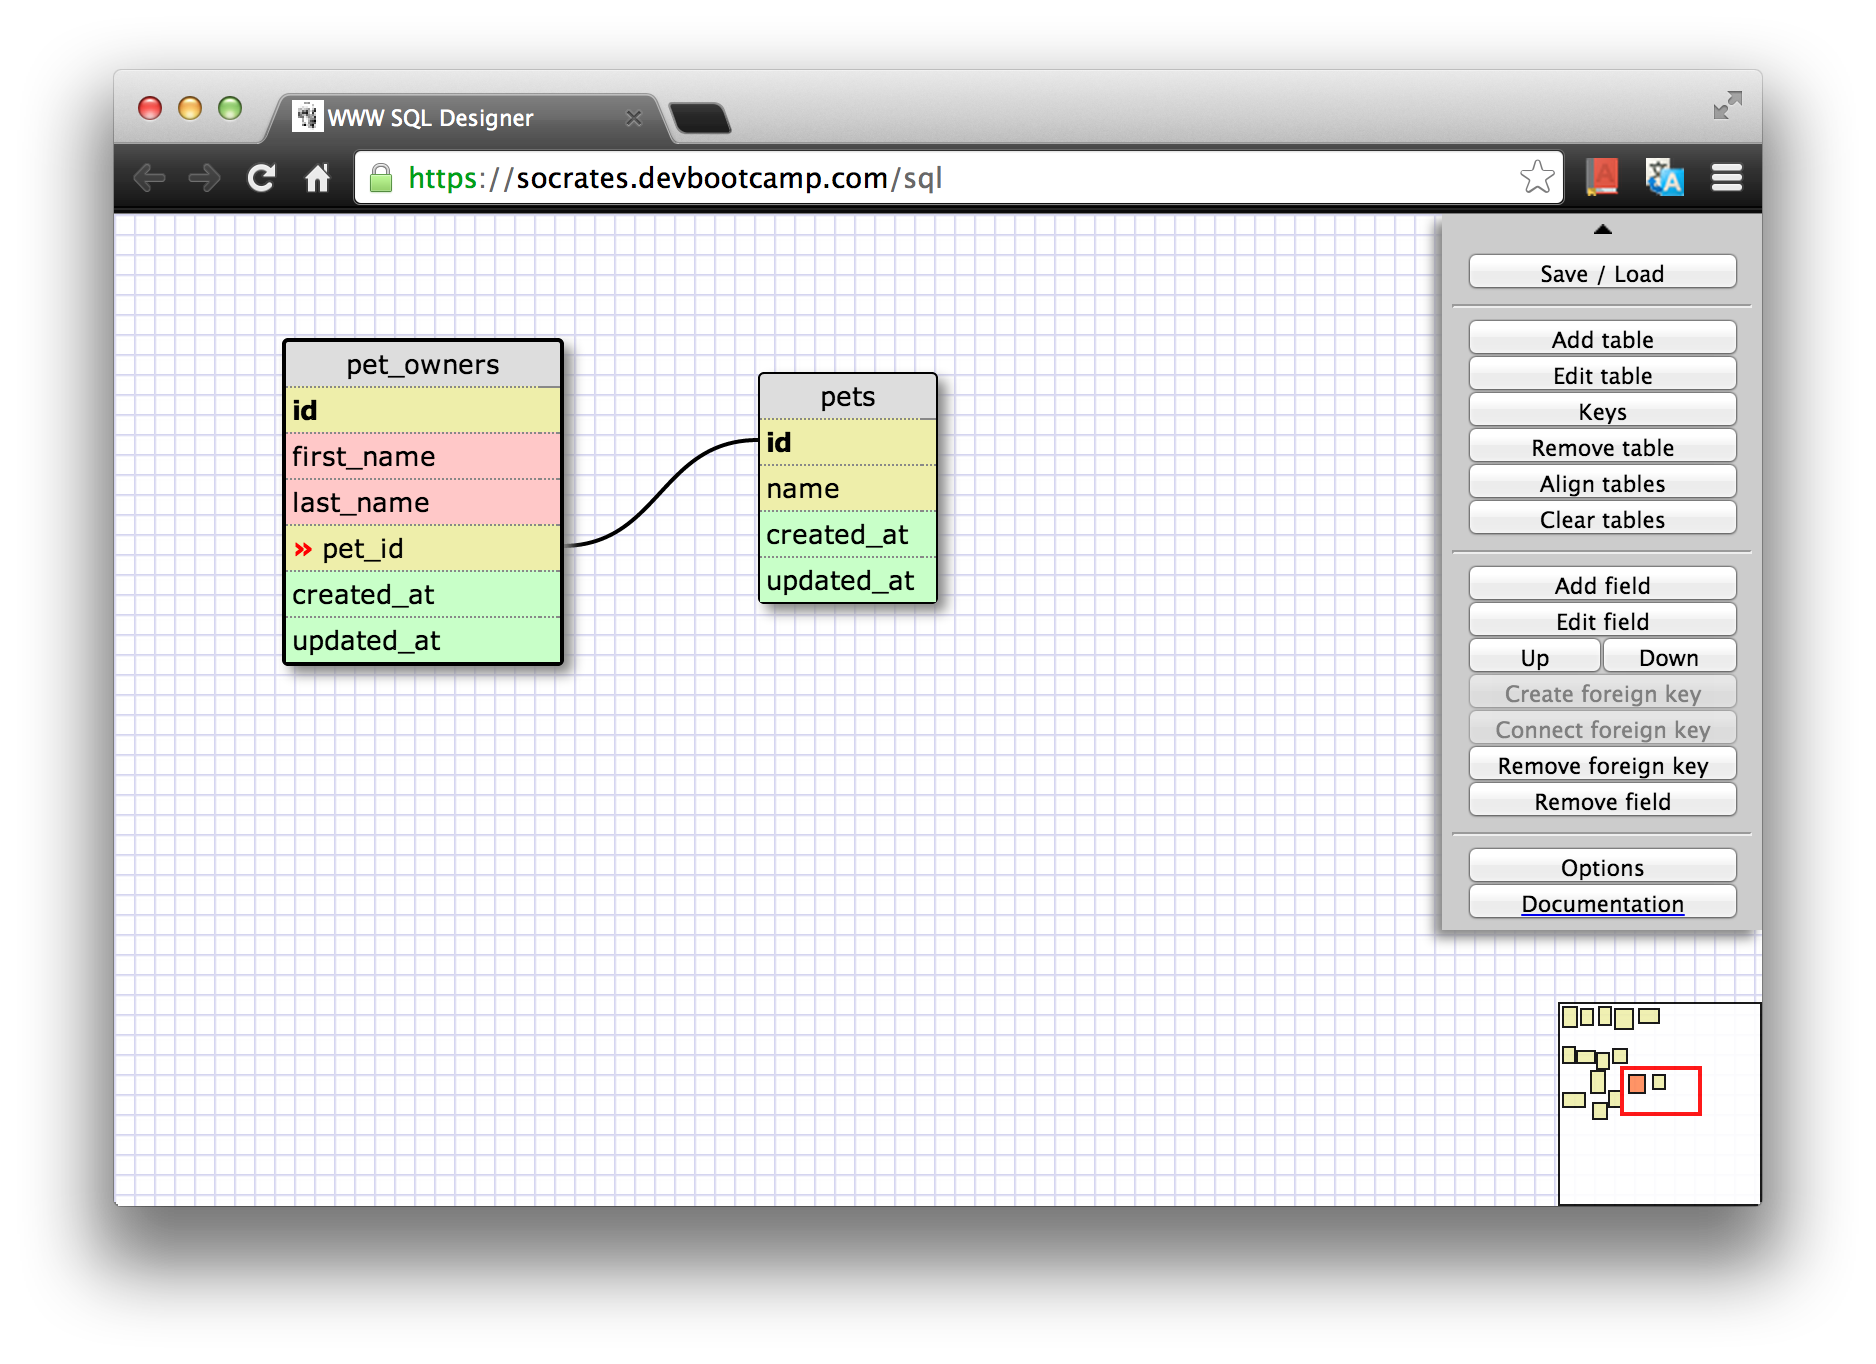 WWW SQL Designer
https://socrates.devbootcamp.com/sql
pet_owners
id
first_name
last_name
» pet_id
created_at
updated_at
pets
id
name
created_at
updated_at
Save / Load
Add table
Edit table
Keys
Remove table
Align tables
Clear tables
Add field
Edit field
Up Down
Create foreign key
Connect foreign key
Remove foreign key
Remove field
Options
Documentation